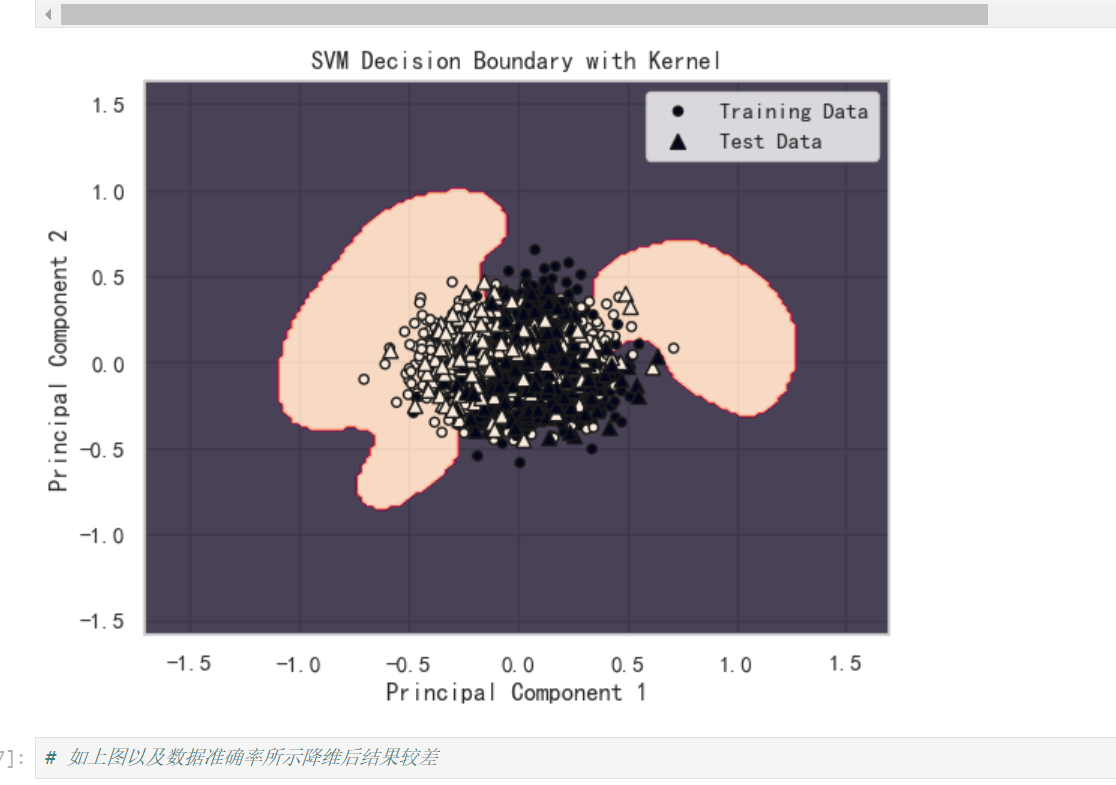 SVM Decision Boundary with Kernel
Training Data
Test Data
1.5
1.0
0.5
0.0
-0.5
-1.0
-1.5
Principal Component 2
-1.5 -1.0 -0.5 0.0 0.5 1.0 1.5
Principal Component 1
7]: # 如上图以及数据准确率所示降维后结果较差